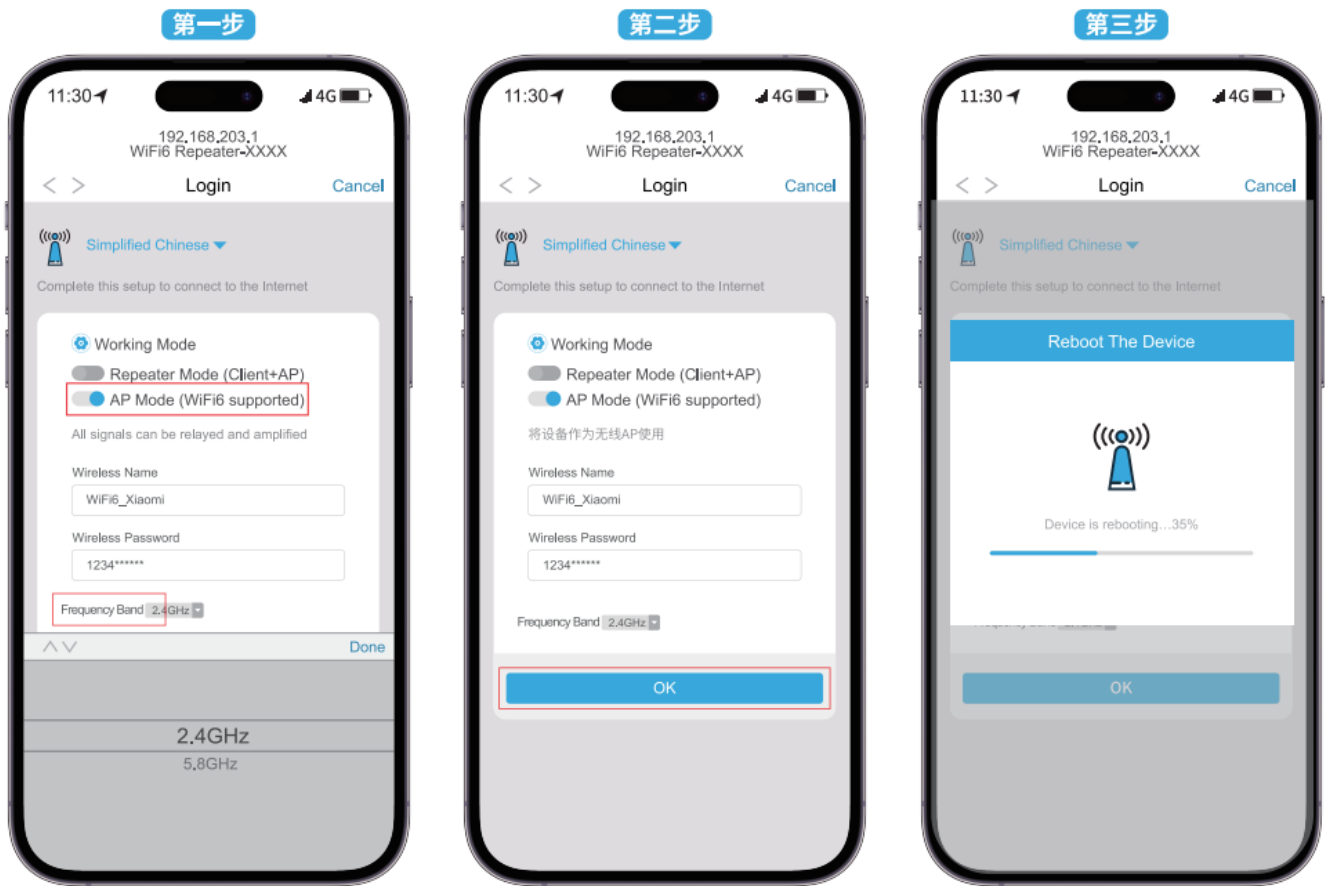 第一步
11:30
4G
192.168.203.1
WiFi6 Repeater-XXXX
< >
Login
Cancel
Simplified Chinese
Complete this setup to connect to the Internet
Working Mode
Repeater Mode (Client+AP)
AP Mode (WiFi6 supported)
All signals can be relayed and amplified
Wireless Name
WiFi6_Xiaomi
Wireless Password
1234******
Frequency Band 2.4GHz
Done
2.4GHz
5.8GHz
第二步
11:30
4G
192.168.203.1
WiFi6 Repeater-XXXX
< >
Login
Cancel
Simplified Chinese
Complete this setup to connect to the Internet
Working Mode
Repeater Mode (Client+AP)
AP Mode (WiFi6 supported)
将设备作为无线AP使用
Wireless Name
WiFi6_Xiaomi
Wireless Password
1234******
Frequency Band 2.4GHz
OK
第三步
11:30
4G
192.168.203.1
WiFi6 Repeater-XXXX
< >
Login
Cancel
Simplified Chinese
Complete this setup to connect to the Internet
Reboot The Device
Device is rebooting...35%
OK